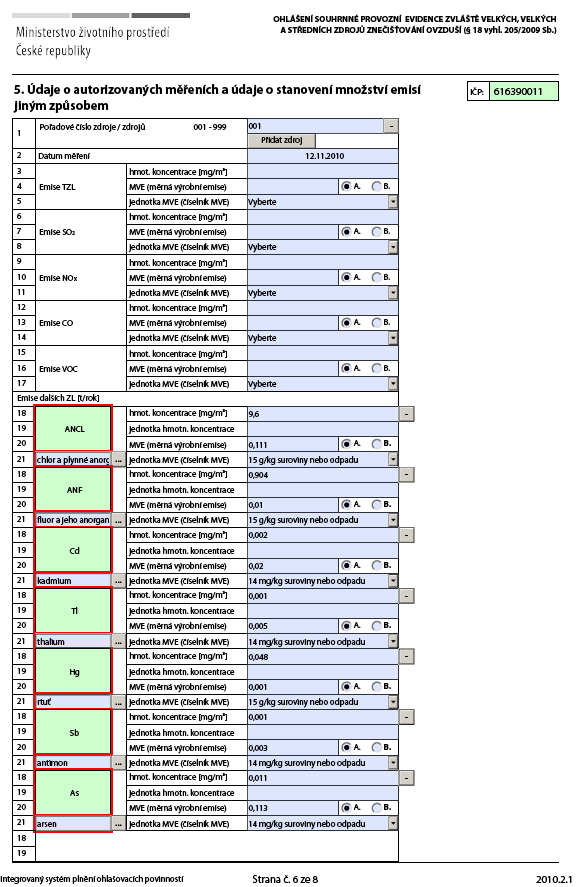 Ministerstvo životního prostředí
České republiky
OHLÁŠENÍ SOUHRNNÉ PROVOZNÍ EVIDENCE ZVLÁŠTĚ VELKÝCH, VELKÝCH
A STŘEDNÍCH ZDROJŮ ZNEČIŠŤOVÁNÍ OVZDUŠÍ (§ 18 vyhl. 205/2009 Sb.)
5. Údaje o autorizovaných měřeních a údaje o stanovení množství emisí
jiným způsobem
IČP: 616390011
1 Pořadové číslo zdroje / zdrojů 001 - 999 001 -
Přidat zdroj
2 Datum měření 12.11.2010
3 hmot. koncentrace [mg/m³]
4 Emise TZL MVE (měrná výrobní emise) A. B.
5 jednotka MVE (číselník MVE) Vyberte
6 hmot. koncentrace [mg/m³]
7 Emise SO₂ MVE (měrná výrobní emise) A. B.
8 jednotka MVE (číselník MVE) Vyberte
9 hmot. koncentrace [mg/m³]
10 Emise NOx MVE (měrná výrobní emise) A. B.
11 jednotka MVE (číselník MVE) Vyberte
12 hmot. koncentrace [mg/m³]
13 Emise CO MVE (měrná výrobní emise) A. B.
14 jednotka MVE (číselník MVE) Vyberte
15 hmot. koncentrace [mg/m³]
16 Emise VOC MVE (měrná výrobní emise) A. B.
17 jednotka MVE (číselník MVE) Vyberte
Emise dalších ZL [t/rok]
18 hmot. koncentrace [mg/m³] 9,6 -
19 ANCL jednotka hmotn. koncentrace
20 MVE (měrná výrobní emise) 0,111 A. B.
21 chlor a plynné anorg ... jednotka MVE (číselník MVE) 15 g/kg suroviny nebo odpadu
18 hmot. koncentrace [mg/m³] 0,904 -
19 ANF jednotka hmotn. koncentrace
20 MVE (měrná výrobní emise) 0,01 A. B.
21 fluor a jeho anorgan ... jednotka MVE (číselník MVE) 15 g/kg suroviny nebo odpadu
18 hmot. koncentrace [mg/m³] 0,002 -
19 Cd jednotka hmotn. koncentrace
20 MVE (měrná výrobní emise) 0,02 A. B.
21 kadmium ... jednotka MVE (číselník MVE) 14 mg/kg suroviny nebo odpadu
18 hmot. koncentrace [mg/m³] 0,001 -
19 Tl jednotka hmotn. koncentrace
20 MVE (měrná výrobní emise) 0,005 A. B.
21 thalium ... jednotka MVE (číselník MVE) 14 mg/kg suroviny nebo odpadu
18 hmot. koncentrace [mg/m³] 0,048 -
19 Hg jednotka hmotn. koncentrace
20 MVE (měrná výrobní emise) 0,001 A. B.
21 rtuť ... jednotka MVE (číselník MVE) 15 g/kg suroviny nebo odpadu
18 hmot. koncentrace [mg/m³] 0,001 -
19 Sb jednotka hmotn. koncentrace
20 MVE (měrná výrobní emise) 0,003 A. B.
21 antimon ... jednotka MVE (číselník MVE) 14 mg/kg suroviny nebo odpadu
18 hmot. koncentrace [mg/m³] 0,011 -
19 As jednotka hmotn. koncentrace
20 MVE (měrná výrobní emise) 0,113 A. B.
21 arsen ... jednotka MVE (číselník MVE) 14 mg/kg suroviny nebo odpadu
18
19
Integrovaný systém plnění ohlašovacích povinností Strana č. 6 ze 8 2010.2.1